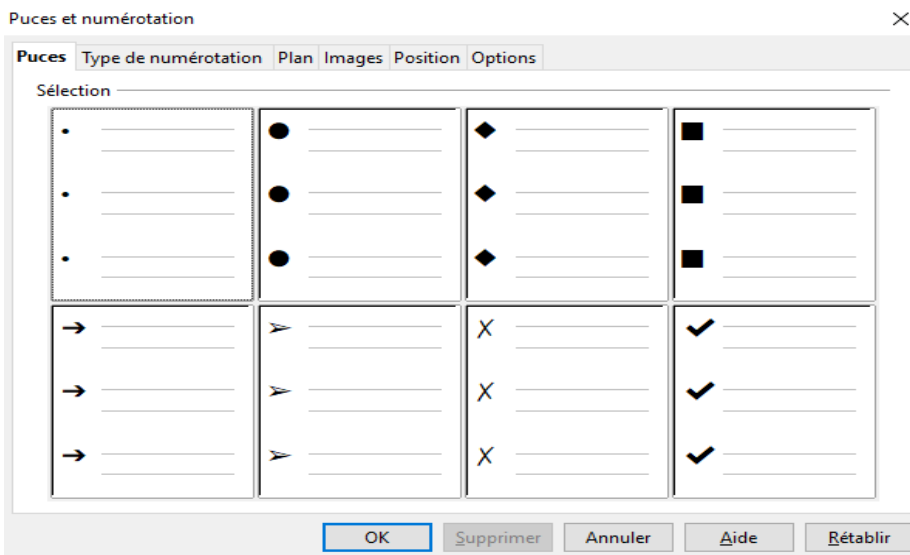 Puces et numérotation
Puces Type de numérotation Plan Images Position Options
Sélection
OK Supprimer Annuler Aide Rétablir